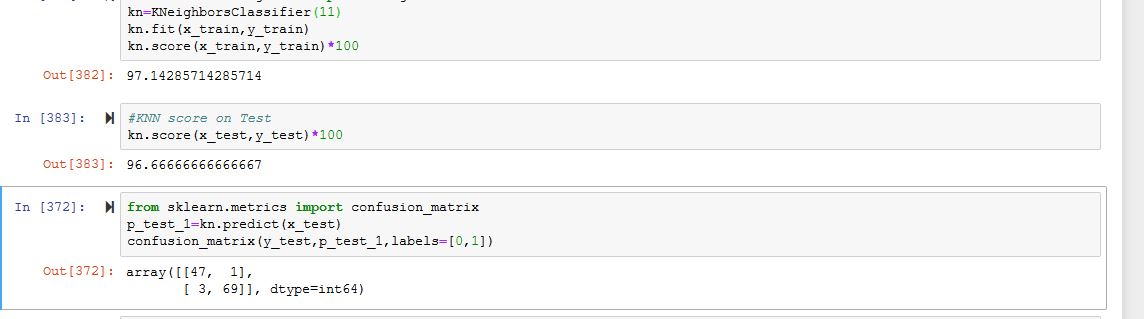 kn=KNeighborsClassifier(11)
kn.fit(x_train,y_train)
kn.score(x_train,y_train)*100
Out[382]: 97.14285714285714
In [383]: #KNN score on Test
kn.score(x_test,y_test)*100
Out[383]: 96.66666666666667
In [372]: from sklearn.metrics import confusion_matrix
p_test_1=kn.predict(x_test)
confusion_matrix(y_test,p_test_1,labels=[0,1])
Out[372]: array([[47,  1],
       [ 3, 69]], dtype=int64)